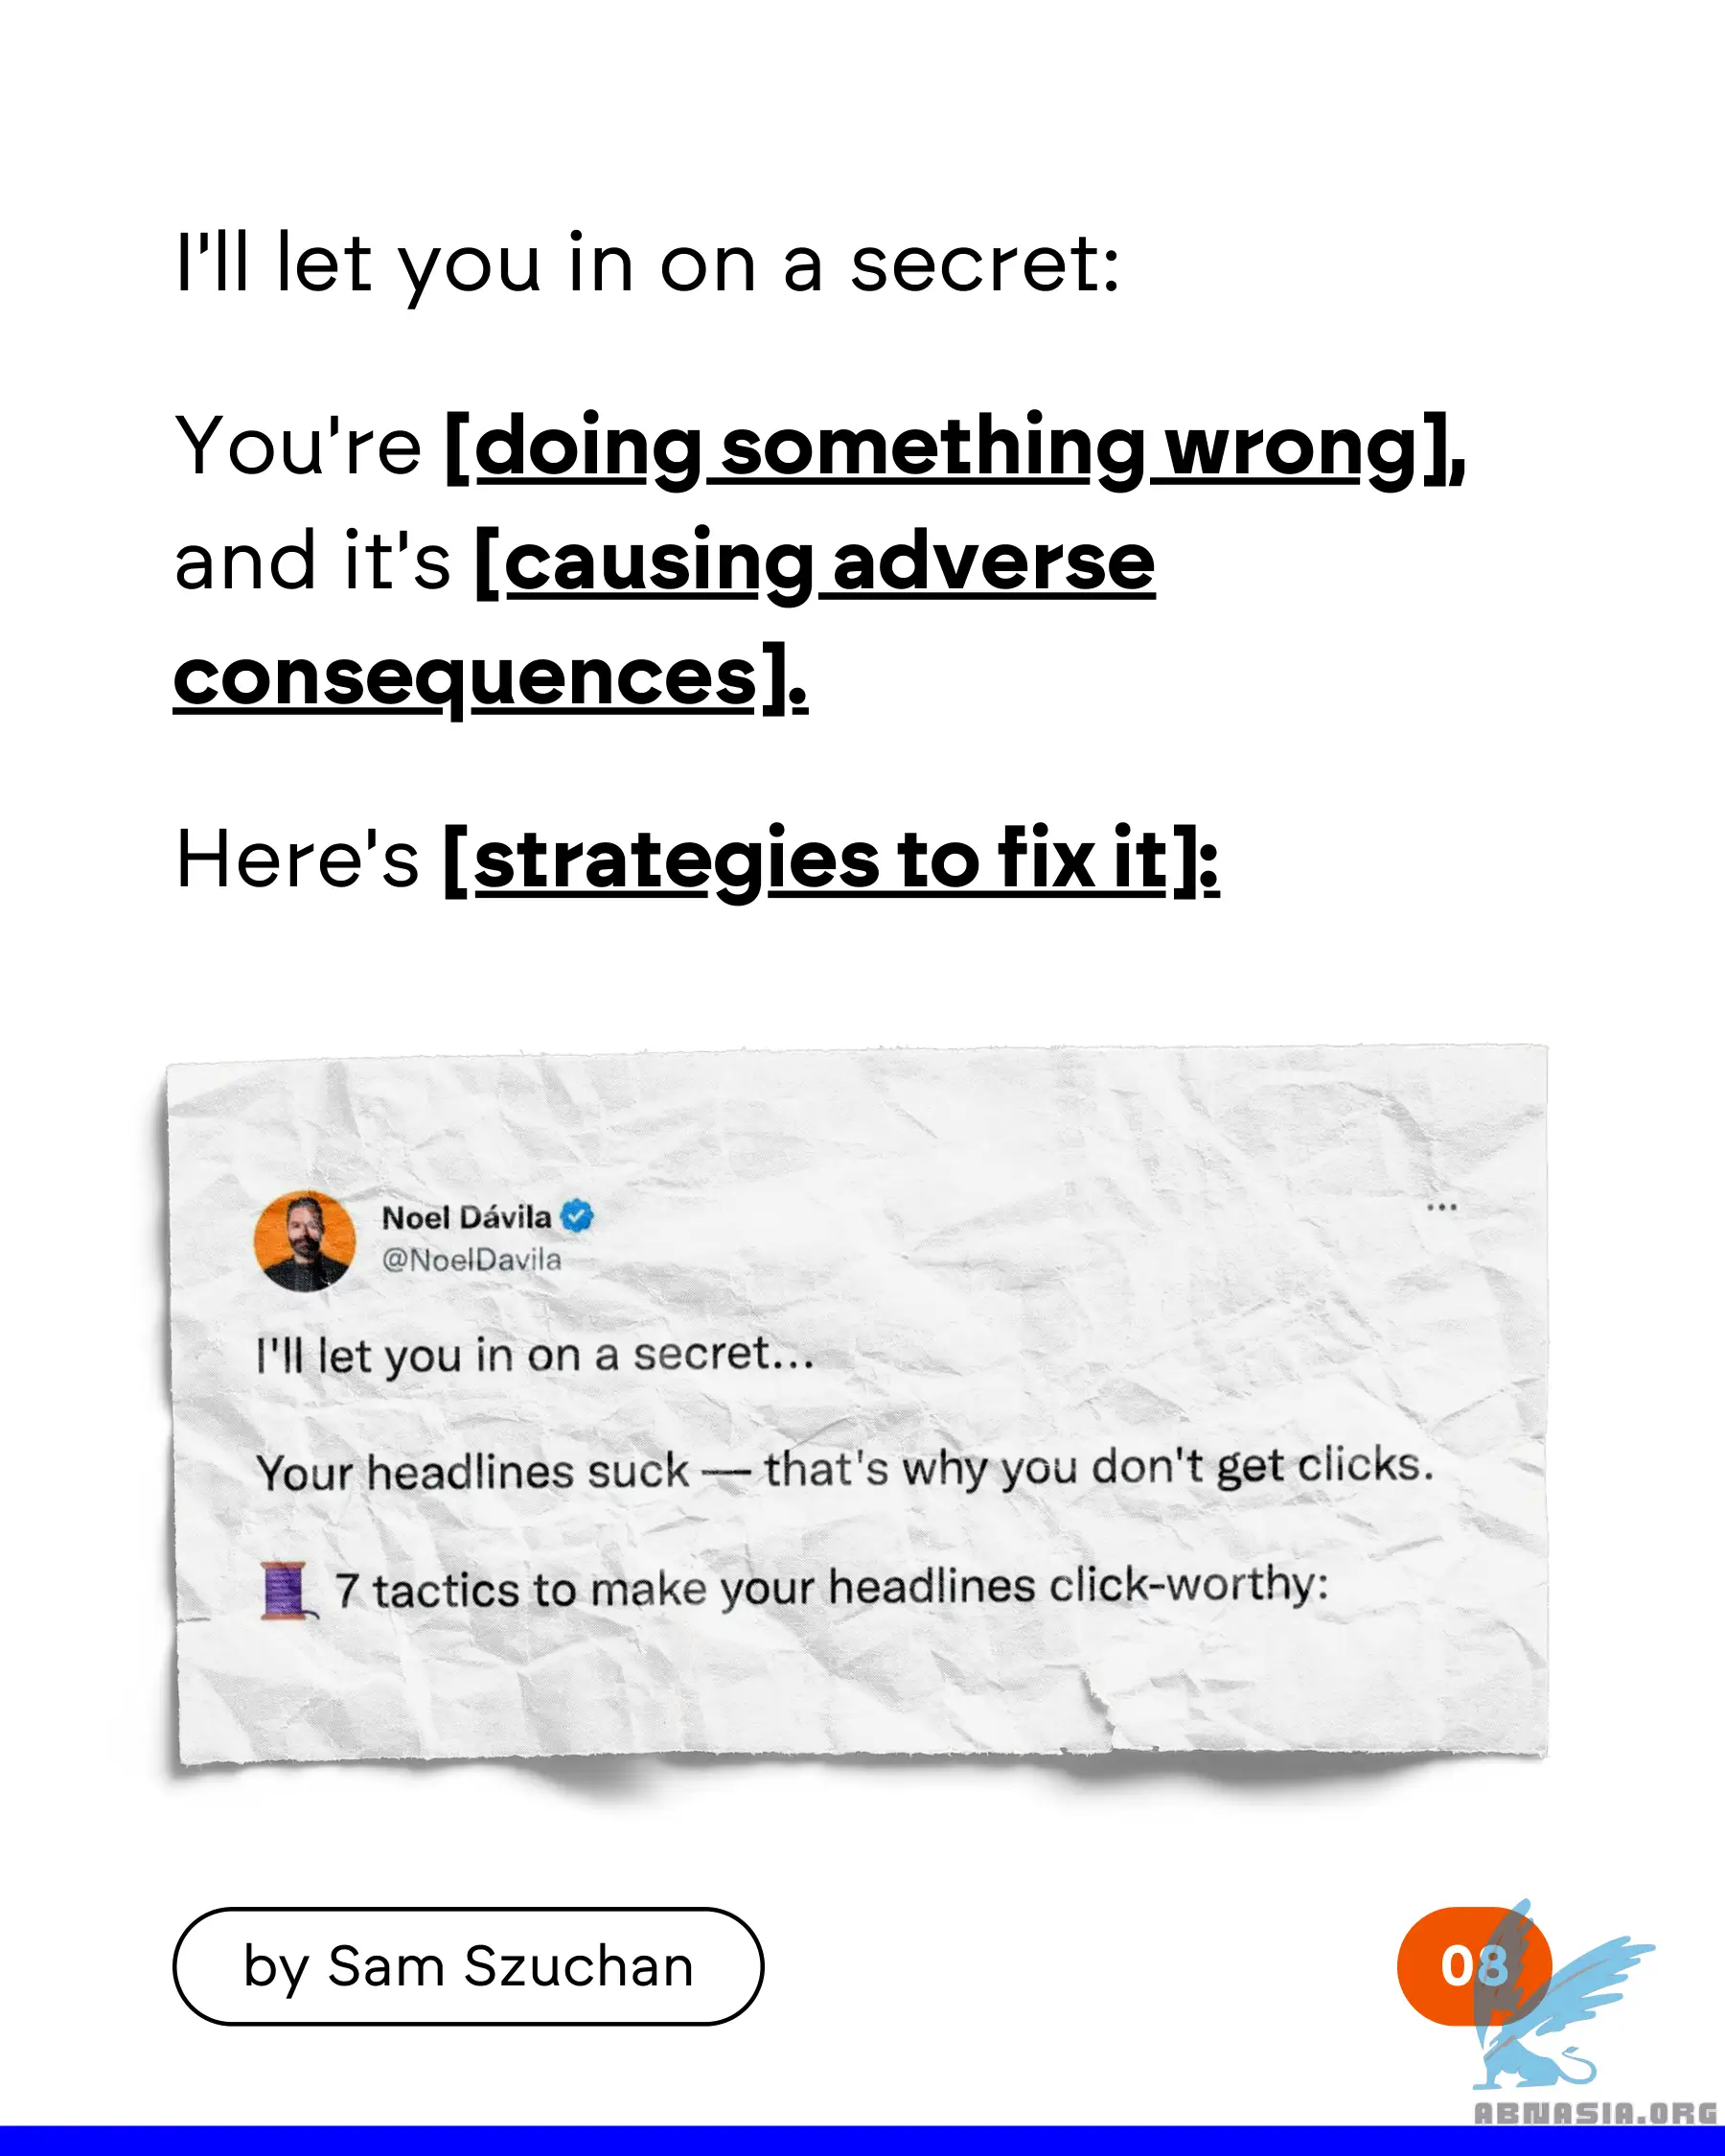 I'll let you in on a secret:
You're [doing something wrong],
and it's [causing adverse
consequences].
Here's [strategies to fix it]:
Noel Dávila
@NoelDavila
...
I'll let you in on a secret...
Your headlines suck — that's why you don't get clicks.
7 tactics to make your headlines click-worthy:
by Sam Szuchan
08
ABNASIA.ORG